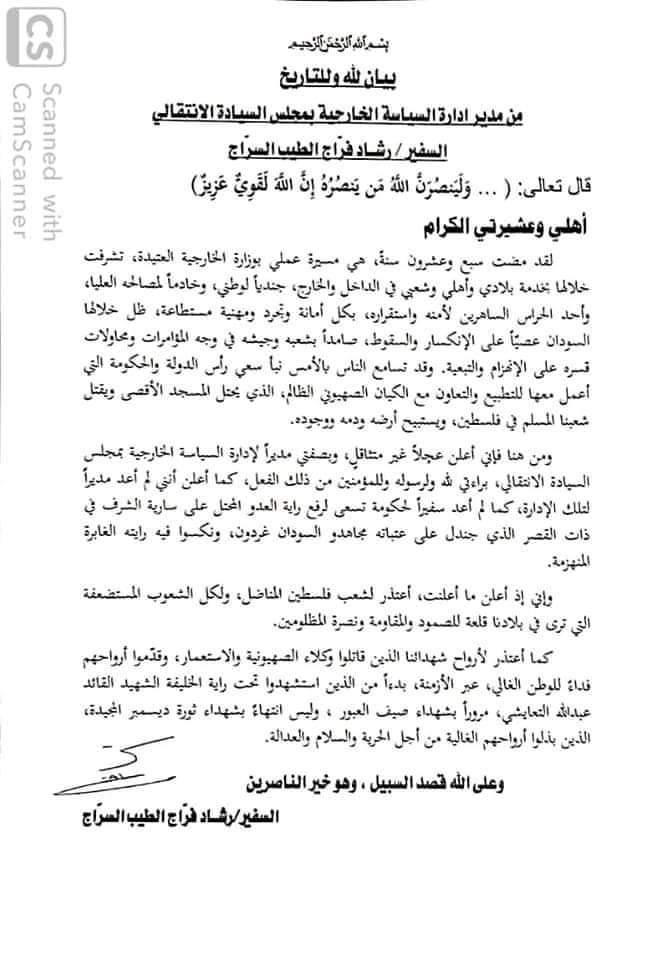 CS
Scanned with
CamScanner
بسم الله الرحمن الرحيم
بيان لله وللتاريخ
من مدير ادارة السياسة الخارجية بمجلس السيادة الانتقالي
السفير / رشاد فرّاج الطيب السرّاج
قال تعالى: ( ... وَلَيَنصُرَنَّ اللَّهُ مَن يَنصُرُهُ إِنَّ اللَّهَ لَقَوِيٌّ عَزِيزٌ)
أهلي وعشيرتي الكرام
لقد مضت سبع وعشرون سنةً، هي مسيرة عملي بوزارة الخارجية العتيدة، تشرفت
خلالها بخدمة بلادي وأهلي وشعبي في الداخل والخارج، جندياً لوطني، وخادماً لمصالحه العليا،
وأحد الحراس الساهرين لأمنه واستقراره، بكل أمانة وتجرد ومهنية مستطاعة، ظل خلالها
السودان عصيّاً على الإنكسار والسقوط، صامداً بشعبه وجيشه في وجه المؤامرات ومحاولات
قسره على الإنهزام والتبعية. وقد تسامع الناس بالأمس نبأ سعي رأس الدولة والحكومة التي
أعمل معها للتطبيع والتعاون مع الكيان الصهيوني الظالم، الذي يحتل المسجد الأقصى ويقتل
شعبنا المسلم في فلسطين، ويستبيح أرضه ودمه ووجوده.
ومن هنا فإني أعلن عجلاً غير متثاقلٍ، وبصفتي مديراً لإدارة السياسة الخارجية بمجلس
السيادة الانتقالي، براءتي لله ولرسوله وللمؤمنين من ذلك الفعل، كما أعلن أنني لم أعد مديراً
لتلك الإدارة، كما لم أعد سفيراً لحكومة تسعى لرفع راية العدو المحتل على سارية الشرف في
ذات القصر الذي جندل على عتباته مجاهدو السودان غردون، ونكسوا فيه رايته الغابرة
المنهزمة.
وإني إذ أعلن ما أعلنت، أعتذر لشعب فلسطين المناضل، ولكل الشعوب المستضعفة
التي ترى في بلادنا قلعة للصمود والمقاومة ونصرة المظلومين.
كما أعتذر لأرواح شهدائنا الذين قاتلوا وكلاء الصهيونية والاستعمار، وقدّموا أرواحهم
فداءً للوطن الغالي، عبر الأزمنة، بدءاً من الذين استشهدوا تحت راية الخليفة الشهيد القائد
عبدالله التعايشي، مروراً بشهداء صيف العبور ، وليس انتهاءً بشهداء ثورة ديسمبر المجيدة،
الذين بذلوا أرواحهم الغالية من أجل الحرية والسلام والعدالة.
وعلى الله قصد السبيل ، وهو خير الناصرين
السفير/رشاد فرّاج الطيب السرّاج